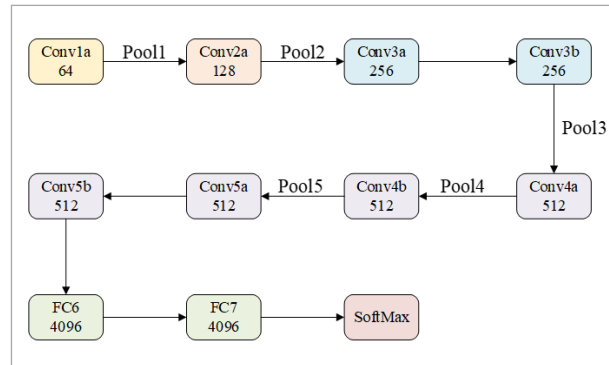 Conv1a
64
Pool1
Conv2a
128
Pool2
Conv3a
256
Conv3b
256
Pool3
Conv5b
512
Conv5a
512
Pool5
Conv4b
512
Pool4
Conv4a
512
FC6
4096
FC7
4096
SoftMax